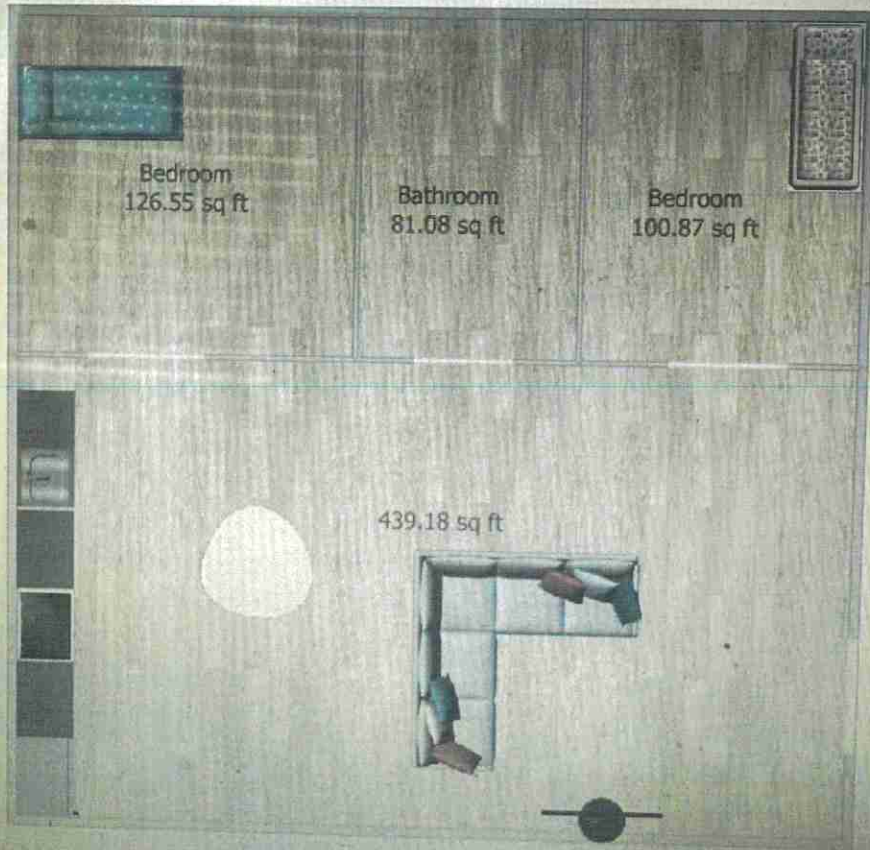 Bedroom
126.55 sq ft
Bathroom
81.08 sq ft
Bedroom
100.87 sq ft
439.18 sq ft